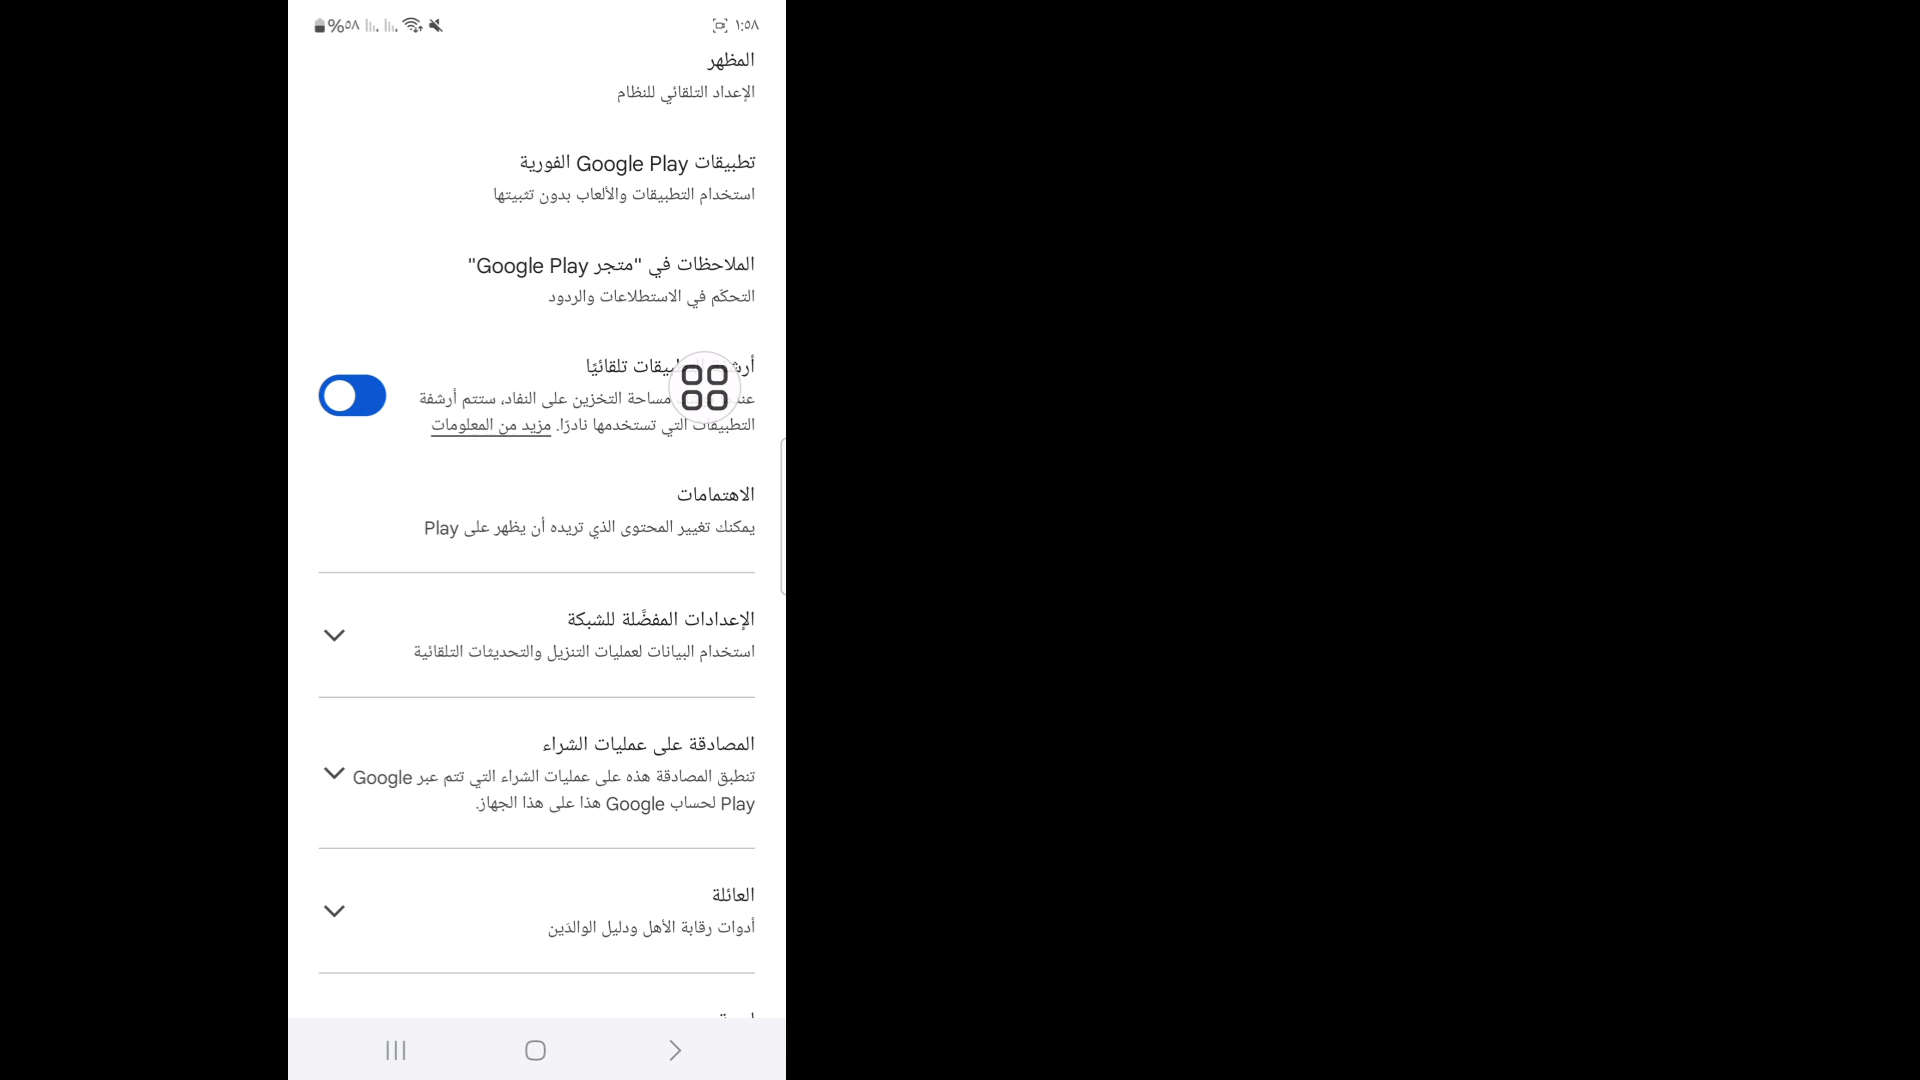 ١:٥٨
%٥٨
المظهر
الإعداد التلقائي للنظام
تطبيقات Google Play الفورية
استخدام التطبيقات والألعاب بدون تثبيتها
الملاحظات في "متجر Google Play"
التحكّم في الاستطلاعات والردود
تلقائيًا
مساحة التخزين على النفاد، ستتم أرشفة
التطبيقات التي تستخدمها نادرًا. مزيد من المعلومات
الاهتمامات
يمكنك تغيير المحتوى الذي تريده أن يظهر على Play
الإعدادات المفضَّلة للشبكة
استخدام البيانات لعمليات التنزيل والتحديثات التلقائية
المصادقة على عمليات الشراء
تنطبق المصادقة هذه على عمليات الشراء التي تتم عبر Google
Play لحساب Google هذا على هذا الجهاز.
العائلة
أدوات رقابة الأهل ودليل الوالدَين